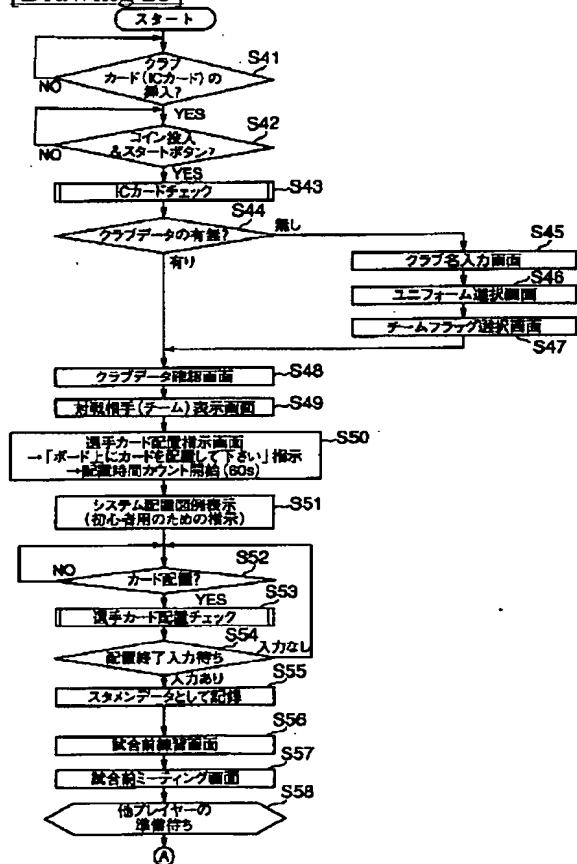 スタート
S41
クラブ
カード(ICカード)の
挿入?
NO
YES
S42
コイン投入
&スタートボタン?
NO
YES
ICカードチェック
S43
S44
クラブデータの有無?
無し
有り
S45
クラブ名入力画面
S46
ユニフォーム選択画面
チームフラッグ選択画面
S47
クラブデータ確認画面
S48
対戦相手(チーム)表示画面
S49
選手カード配置指示画面
→「ボード上にカードを配置して下さい」指示
→配置時間カウント開始(60s)
S50
システム配置図例表示
(初心者用のための指示)
S51
S52
NO
カード配置?
YES
S53
選手カード配置チェック
S54
配置終了入力待ち
入力なし
入力あり
S55
スタメンデータとして記録
S56
試合前練習画面
S57
試合前ミーティング画面
S58
他プレイヤーの
準備待ち
A